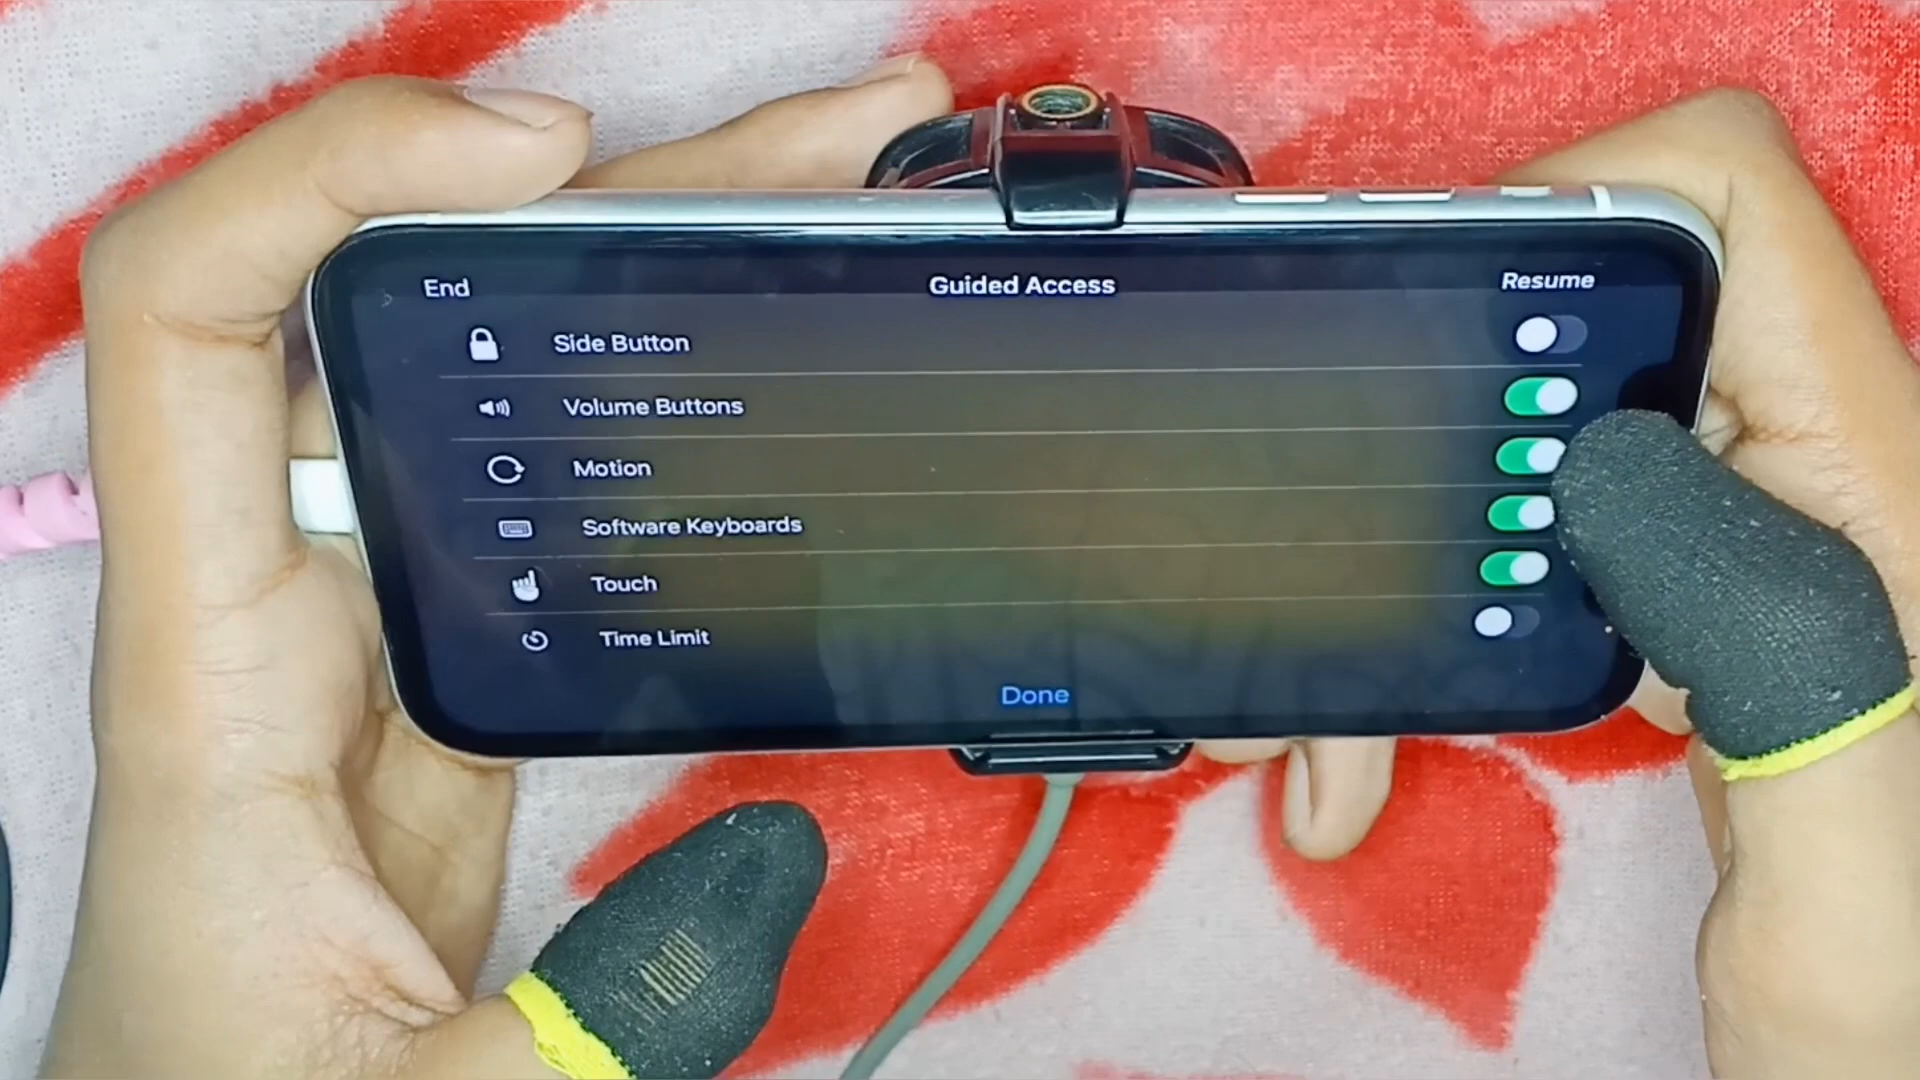 End
Guided Access
Resume
Side Button
Volume Buttons
Motion
Software Keyboards
Touch
Time Limit
Done